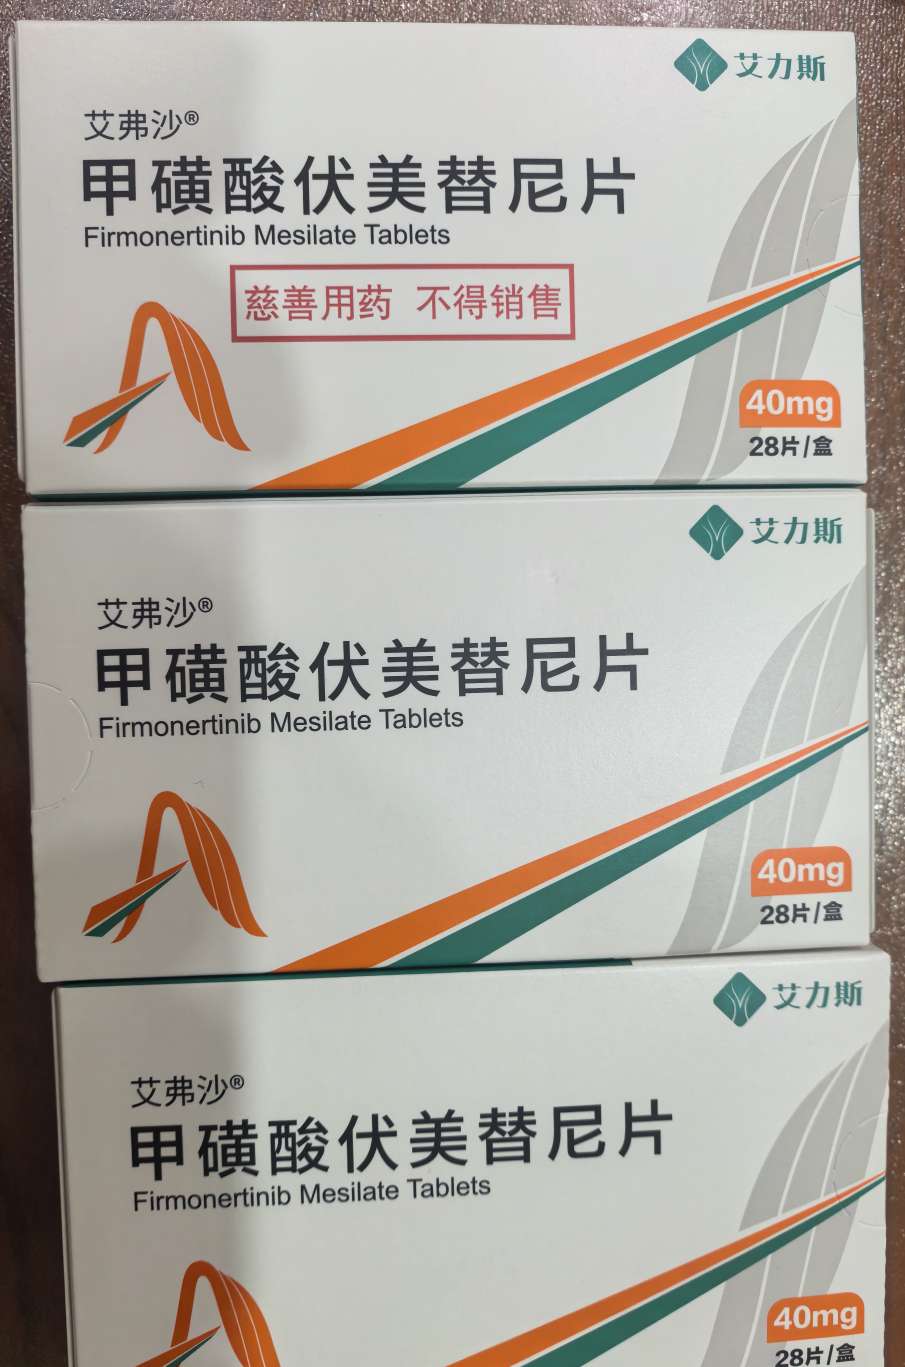 艾力斯
艾弗沙®
甲磺酸伏美替尼片
Firmonertinib Mesilate Tablets
慈善用药 不得销售
40mg
28片/盒
艾力斯
艾弗沙®
甲磺酸伏美替尼片
Firmonertinib Mesilate Tablets
40mg
28片/盒
艾力斯
艾弗沙®
甲磺酸伏美替尼片
Firmonertinib Mesilate Tablets
40mg
28片/盒